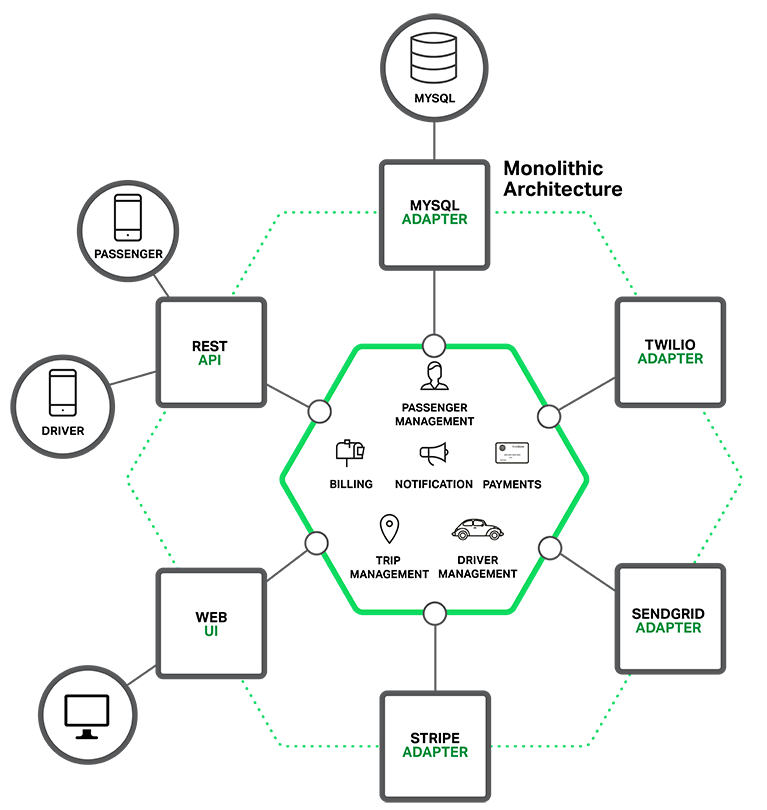 MYSQL
Monolithic
Architecture
MYSQL
ADAPTER
PASSENGER
REST
API
TWILIO
ADAPTER
DRIVER
PASSENGER
MANAGEMENT
BILLING
NOTIFICATION
PAYMENTS
TRIP
MANAGEMENT
DRIVER
MANAGEMENT
WEB
UI
SENDGRID
ADAPTER
STRIPE
ADAPTER